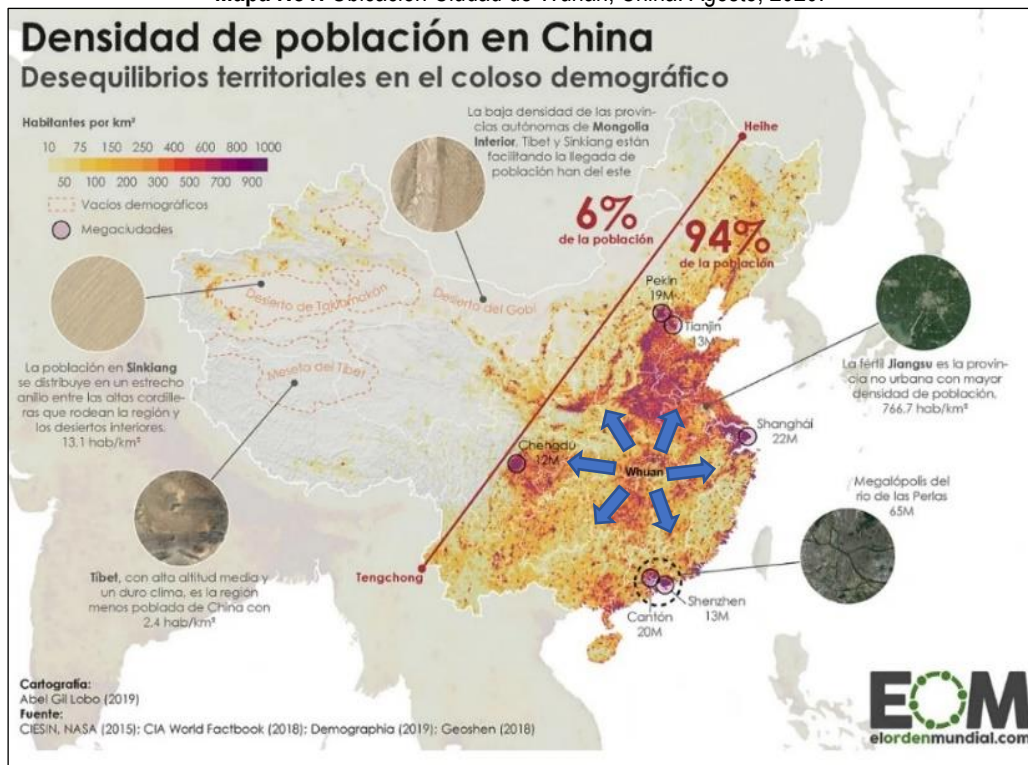 Mapa No 1. Ubicación Ciudad de Wuhan, China. Agosto, 2020.
Densidad de población en China
Desequilibrios territoriales en el coloso demográfico
Habitantes por km²
10 75 150 250 400 600 800 1000
50 100 200 300 500 700 900
Vacíos demográficos
Megaciudades
La baja densidad de las provin-
cias autónomas de Mongolia
Interior, Tíbet y Sinkiang están
facilitando la llegada de
población han del este
Heihe
6%
de la población
94%
de la población
Pekín
19M
Tianjin
13M
Desierto de Taklamakán
Desierto del Gobi
Meseta del Tíbet
La población en Sinkiang
se distribuye en un estrecho
anillo entre las altas cordille-
ras que rodean la región y
los desiertos interiores.
13.1 hab/km²
La fértil Jiangsu es la provin-
cia no urbana con mayor
densidad de población,
766.7 hab/km²
Shanghái
22M
Chengdú
12M
Whuan
Megalópolis del
río de las Perlas
65M
Tíbet, con alta altitud media y
un duro clima, es la región
menos poblada de China con
2.4 hab/km²
Tengchong
Shenzhen
13M
Cantón
20M
Cartografía:
Abel Gil Lobo (2019)
Fuente:
CIESIN, NASA (2015); CIA World Factbook (2018); Demographia (2019); Geoshen (2018)
EOM
elordenmundial.com